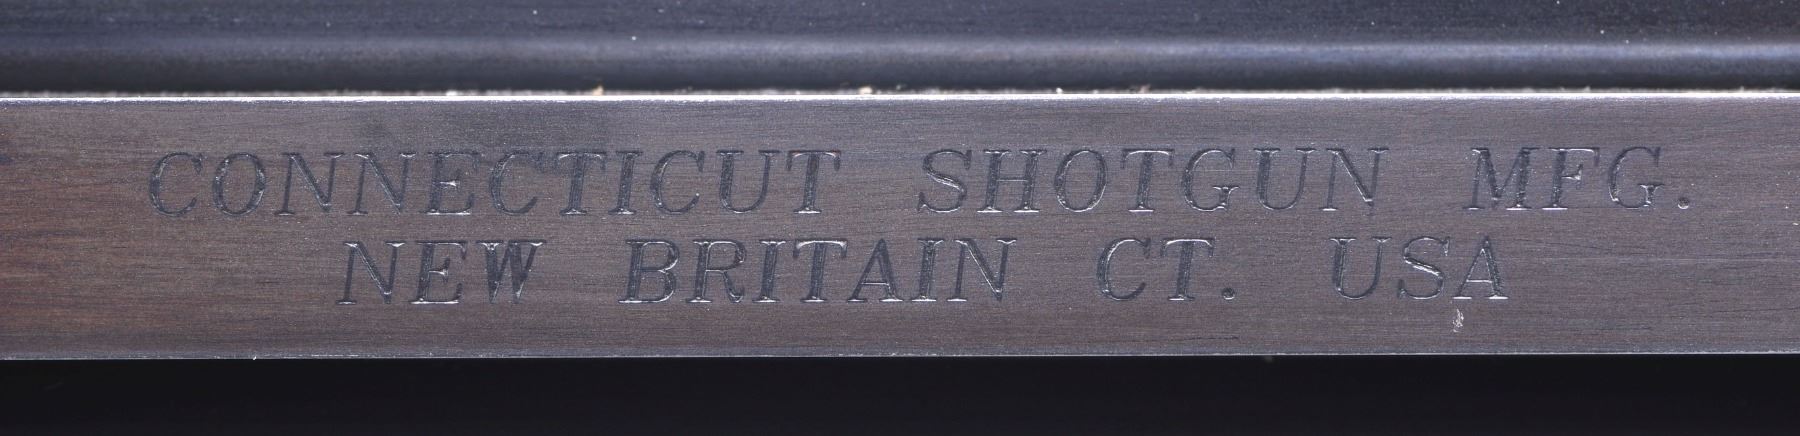 CONNECTICUT SHOTGUN MFG.
NEW BRITAIN CT. USA